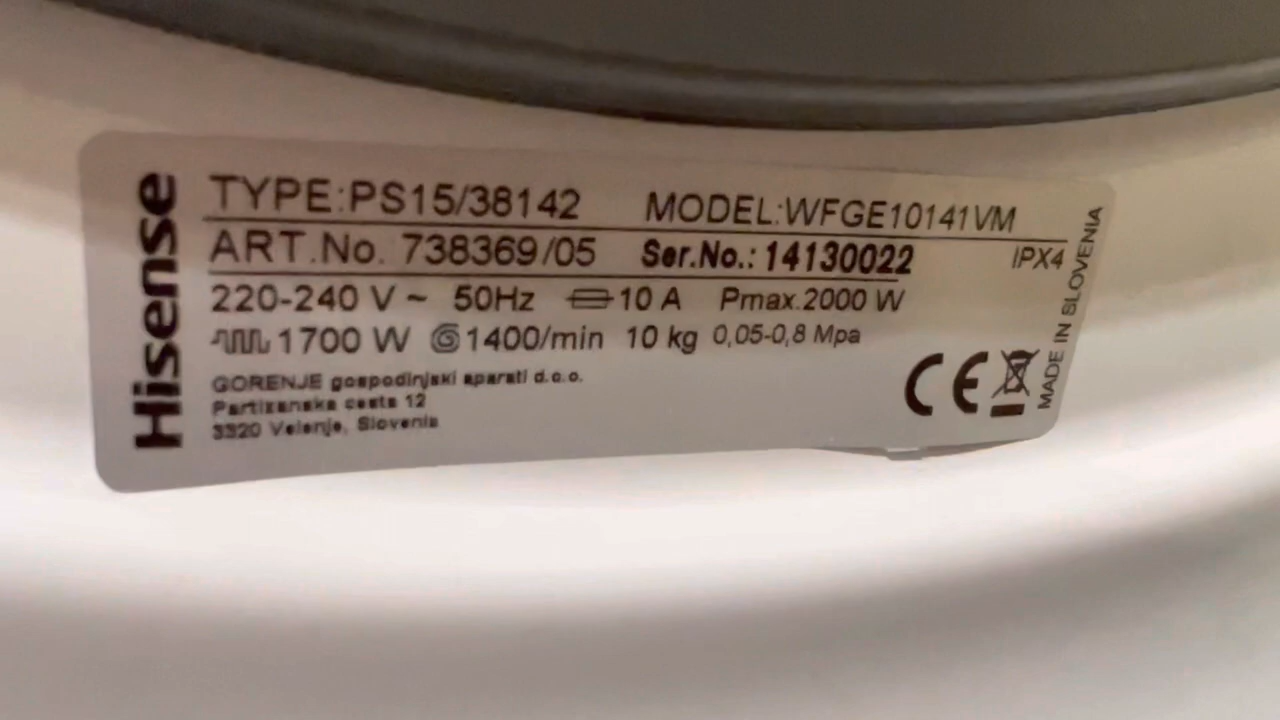 Hisense
TYPE:PS15/38142 MODEL:WFGE10141VM
ART.No. 738369/05 Ser.No.: 14130022 IPX4
220-240 V ~ 50Hz 10 A Pmax.2000 W
1700 W 1400/min 10 kg 0,05-0,8 Mpa
GORENJE gospodinjski aparati d.o.o.
Partizanska cesta 12
3320 Velenje, Slovenia
CE
MADE IN SLOVENIA